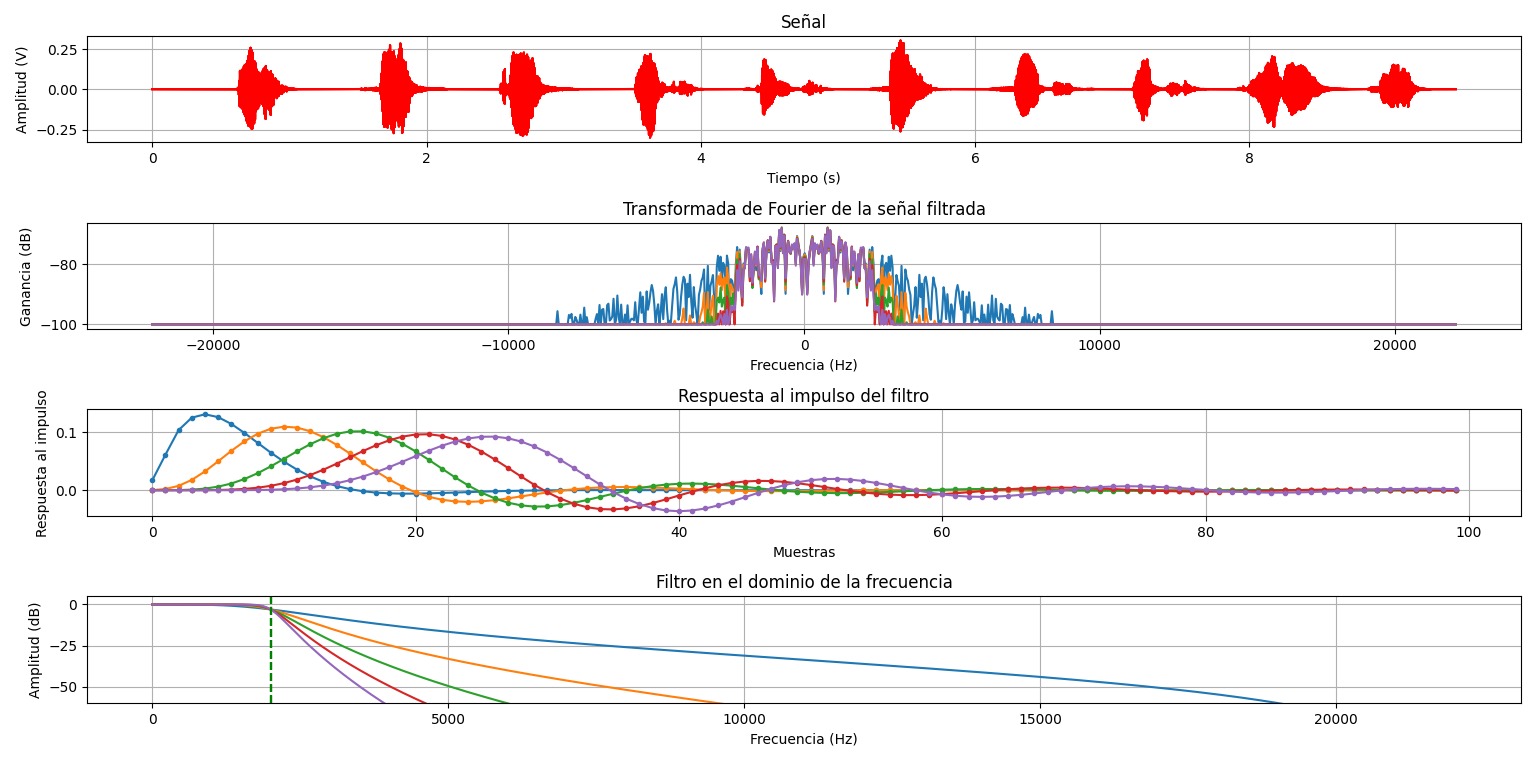 Señal
Amplitud (V)
0.25
0.00
−0.25
0 2 4 6 8
Tiempo (s)
Transformada de Fourier de la señal filtrada
Ganancia (dB)
−80
−100
−20000 −10000 0 10000 20000
Frecuencia (Hz)
Respuesta al impulso del filtro
Respuesta al impulso
0.1
0.0
0 20 40 60 80 100
Muestras
Filtro en el dominio de la frecuencia
Amplitud (dB)
0
−25
−50
0 5000 10000 15000 20000
Frecuencia (Hz)